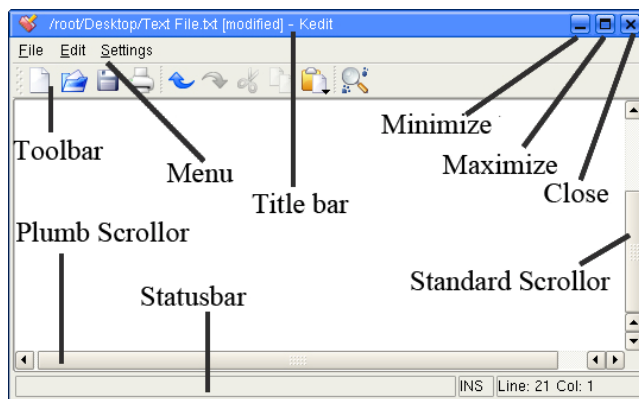 /root/Desktop/Text File.txt [modified] - Kedit
File Edit Settings
Toolbar
Menu
Title bar
Minimize
Maximize
Close
Plumb Scrollor
Standard Scrollor
Statusbar
INS Line: 21 Col: 1